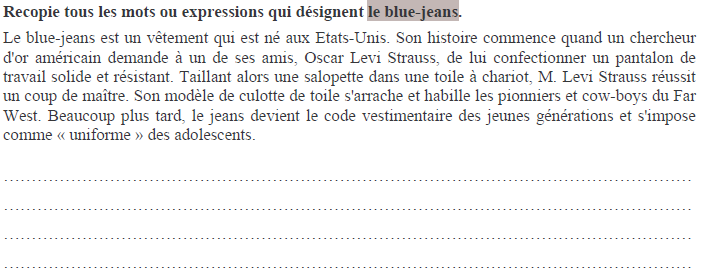 Recopie tous les mots ou expressions qui désignent le blue-jeans.
Le blue-jeans est un vêtement qui est né aux Etats-Unis. Son histoire commence quand un chercheur
d'or américain demande à un de ses amis, Oscar Levi Strauss, de lui confectionner un pantalon de
travail solide et résistant. Taillant alors une salopette dans une toile à chariot, M. Levi Strauss réussit
un coup de maître. Son modèle de culotte de toile s'arrache et habille les pionniers et cow-boys du Far
West. Beaucoup plus tard, le jeans devient le code vestimentaire des jeunes générations et s'impose
comme « uniforme » des adolescents.